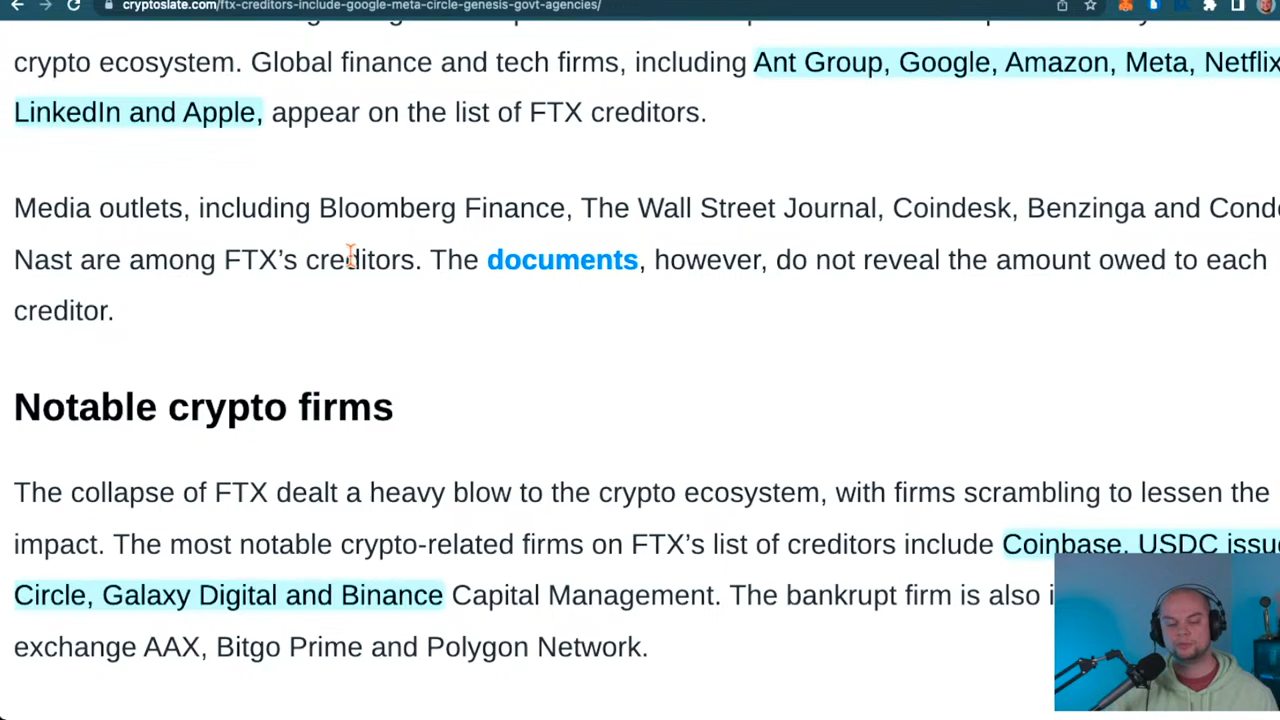 cryptoslate.com/ftx-creditors-include-google-meta-circle-genesis-govt-agencies/
crypto ecosystem. Global finance and tech firms, including Ant Group, Google, Amazon, Meta, Netflix
LinkedIn and Apple, appear on the list of FTX creditors.
Media outlets, including Bloomberg Finance, The Wall Street Journal, Coindesk, Benzinga and Conde
Nast are among FTX’s creditors. The documents, however, do not reveal the amount owed to each
creditor.
Notable crypto firms
The collapse of FTX dealt a heavy blow to the crypto ecosystem, with firms scrambling to lessen the
impact. The most notable crypto-related firms on FTX’s list of creditors include Coinbase, USDC issu
Circle, Galaxy Digital and Binance Capital Management. The bankrupt firm is also i
exchange AAX, Bitgo Prime and Polygon Network.